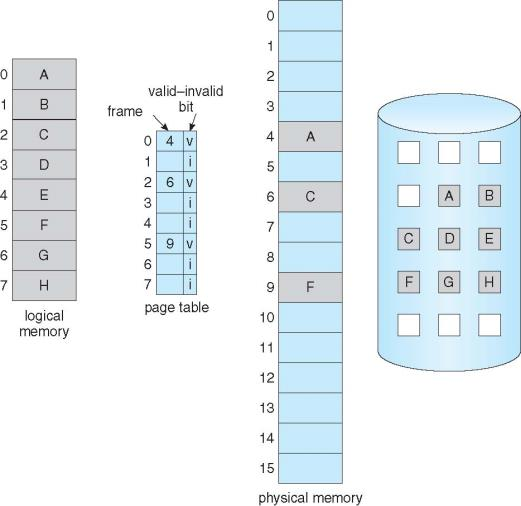 0 A
1 B
2 C
3 D
4 E
5 F
6 G
7 H
logical
memory
valid–invalid
bit
frame
0 4 v
1 i
2 6 v
3 i
4 i
5 9 v
6 i
7 i
page table
0
1
2
3
4 A
5
6 C
7
8
9 F
10
11
12
13
14
15
physical memory
A B
C D E
F G H